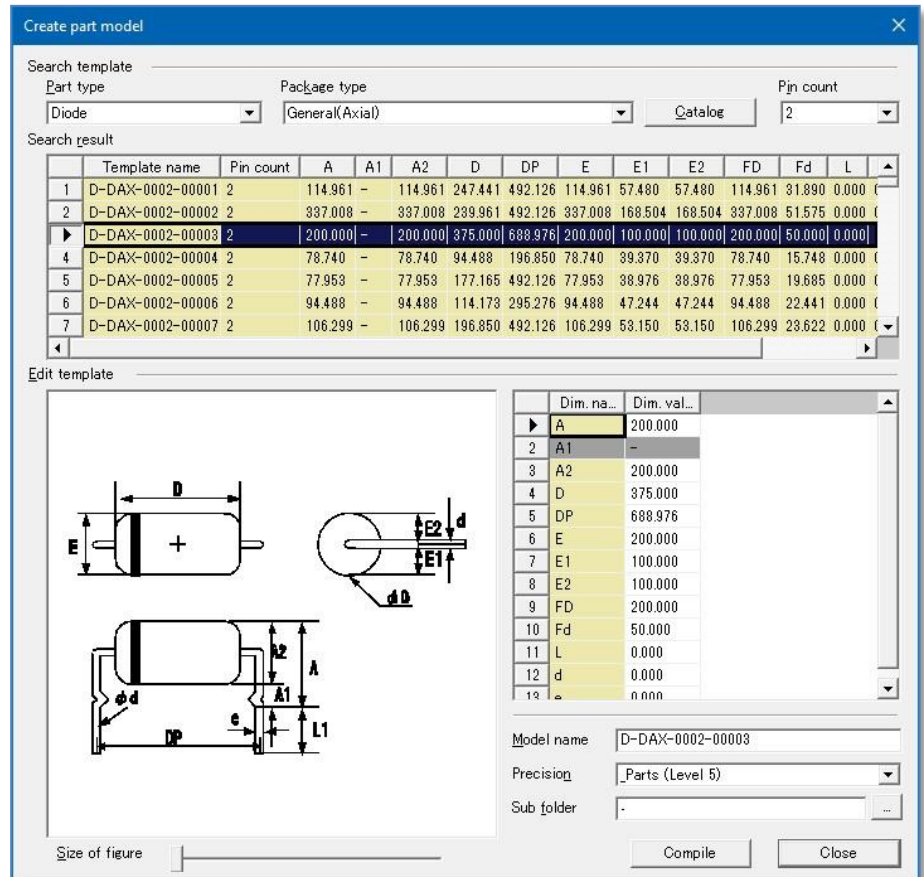 Create part model
Search template
Part type Package type Pin count
Diode General(Axial) Catalog 2
Search result
Template name Pin count A A1 A2 D DP E E1 E2 FD Fd L
1 D-DAX-0002-00001 2 114.961 - 114.961 247.441 492.126 114.961 57.480 57.480 114.961 31.890 0.000
2 D-DAX-0002-00002 2 337.008 - 337.008 239.961 492.126 337.008 168.504 168.504 337.008 51.575 0.000
D-DAX-0002-00003 2 200.000 - 200.000 375.000 688.976 200.000 100.000 100.000 200.000 50.000 0.000
4 D-DAX-0002-00004 2 78.740 - 78.740 94.488 196.850 78.740 39.370 39.370 78.740 15.748 0.000
5 D-DAX-0002-00005 2 77.953 - 77.953 177.165 492.126 77.953 38.976 38.976 77.953 19.685 0.000
6 D-DAX-0002-00006 2 94.488 - 94.488 114.173 295.276 94.488 47.244 47.244 94.488 22.441 0.000
7 D-DAX-0002-00007 2 106.299 - 106.299 196.850 492.126 106.299 53.150 53.150 106.299 23.622 0.000
Edit template
D
E
E2 d
E1
φD
A2 A
A1
φd
e
DP
L1
Dim. na... Dim. val...
A 200.000
2 A1 -
3 A2 200.000
4 D 375.000
5 DP 688.976
6 E 200.000
7 E1 100.000
8 E2 100.000
9 FD 200.000
10 Fd 50.000
11 L 0.000
12 d 0.000
13 e 0.000
Model name D-DAX-0002-00003
Precision _Parts (Level 5)
Sub folder - ...
Size of figure
Compile Close